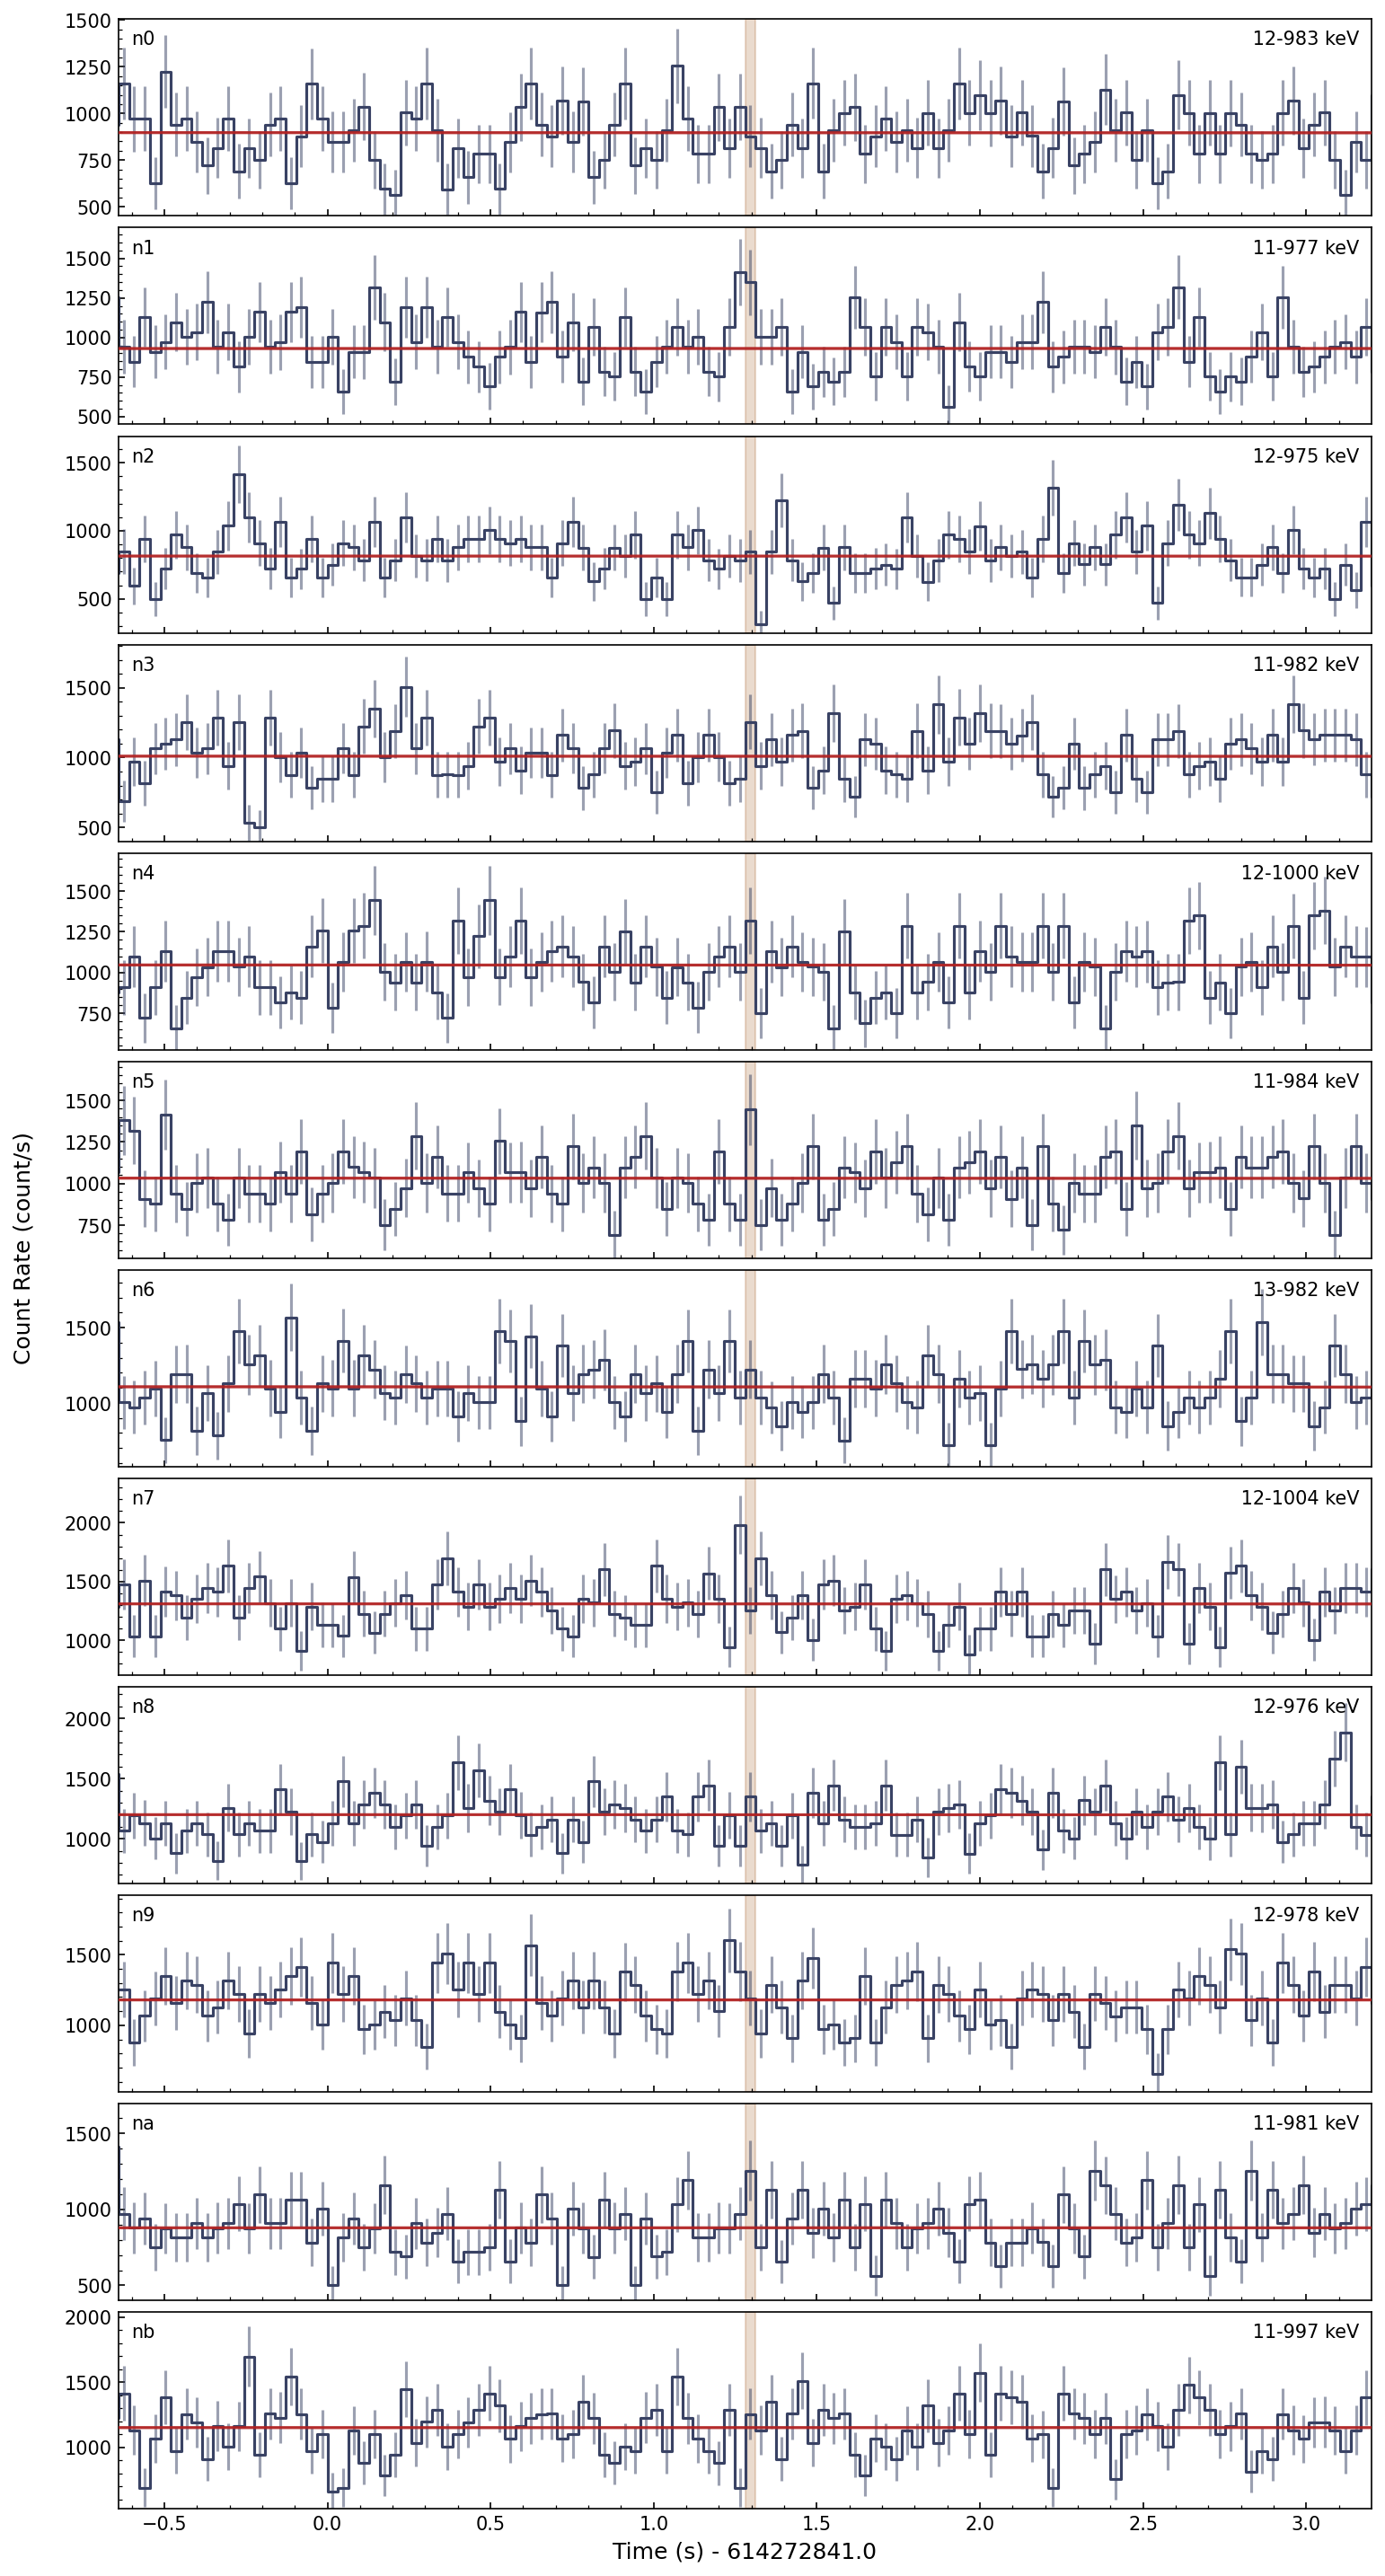 n0 12-983 keV
1500
1250
1000
750
500
n1 11-977 keV
1500
1250
1000
750
500
n2 12-975 keV
1500
1000
500
n3 11-982 keV
1500
1000
500
n4 12-1000 keV
1500
1250
1000
750
n5 11-984 keV
1500
1250
1000
750
Count Rate (count/s)
n6 13-982 keV
1500
1000
n7 12-1004 keV
2000
1500
1000
n8 12-976 keV
2000
1500
1000
n9 12-978 keV
1500
1000
na 11-981 keV
1500
1000
500
nb 11-997 keV
2000
1500
1000
−0.5 0.0 0.5 1.0 1.5 2.0 2.5 3.0
Time (s) - 614272841.0